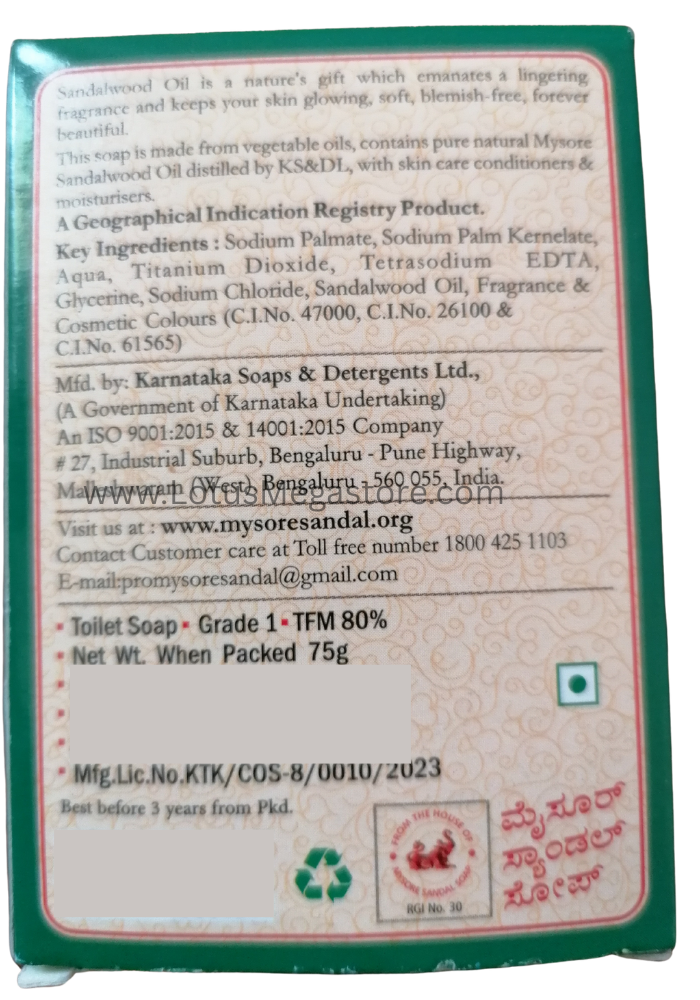 Sandalwood Oil is a nature's gift which emanates a lingering
fragrance and keeps your skin glowing, soft, blemish-free, forever
beautiful.
This soap is made from vegetable oils, contains pure natural Mysore
Sandalwood Oil distilled by KS&DL, with skin care conditioners &
moisturisers.
A Geographical Indication Registry Product.
Key Ingredients : Sodium Palmate, Sodium Palm Kernelate,
Aqua, Titanium Dioxide, Tetrasodium EDTA,
Glycerine, Sodium Chloride, Sandalwood Oil, Fragrance &
Cosmetic Colours (C.I.No. 47000, C.I.No. 26100 &
C.I.No. 61565)
Mfd. by: Karnataka Soaps & Detergents Ltd.,
(A Government of Karnataka Undertaking)
An ISO 9001:2015 & 14001:2015 Company
# 27, Industrial Suburb, Bengaluru - Pune Highway,
Malleshwaram (West), Bengaluru - 560 055, India.
www.LotusMegastore.com
Visit us at : www.mysoresandal.org
Contact Customer care at Toll free number 1800 425 1103
E-mail:promysoresandal@gmail.com
▪ Toilet Soap ▪ Grade 1 ▪ TFM 80%
▪ Net Wt. When Packed 75g
▪ Mfg.Lic.No.KTK/COS-8/0010/2023
Best before 3 years from Pkd.
FROM THE HOUSE OF
MYSORE SANDAL SOAP
RGI No. 30
ಮೈಸೂರ್
ಸ್ಯಾಂಡಲ್
ಸೋಪ್